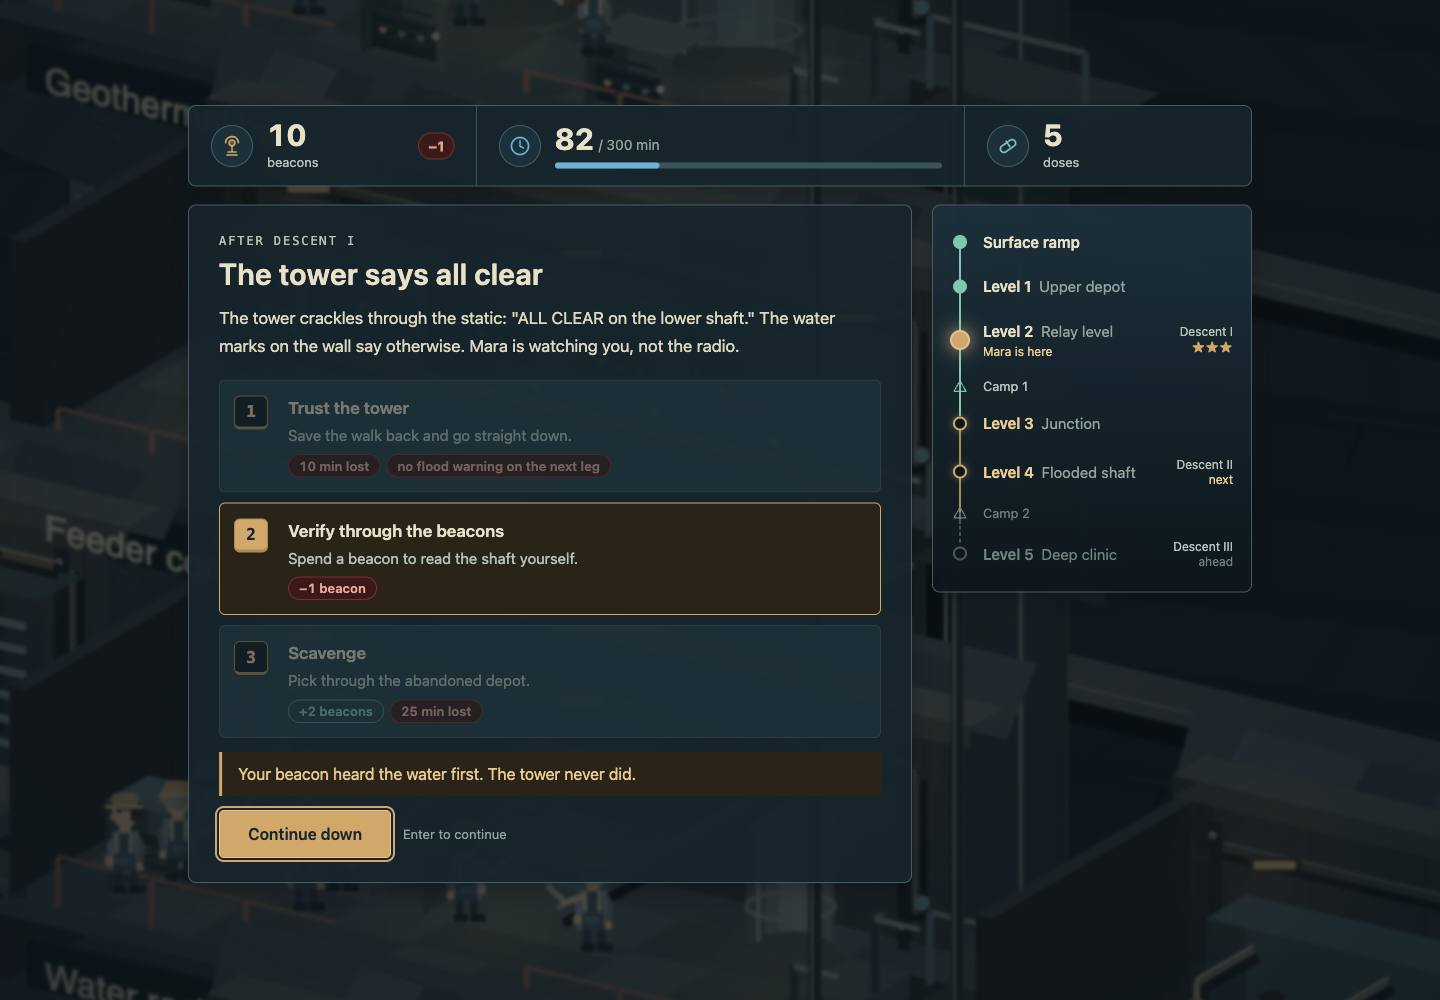 Geotherm
10
beacons
−1
82 / 300 min
5
doses
AFTER DESCENT I
The tower says all clear
The tower crackles through the static: "ALL CLEAR on the lower shaft." The water
marks on the wall say otherwise. Mara is watching you, not the radio.
1
Trust the tower
Save the walk back and go straight down.
10 min lost
no flood warning on the next leg
2
Verify through the beacons
Spend a beacon to read the shaft yourself.
−1 beacon
3
Scavenge
Pick through the abandoned depot.
+2 beacons
25 min lost
Your beacon heard the water first. The tower never did.
Continue down
Enter to continue
Surface ramp
Level 1 Upper depot
Level 2 Relay level
Mara is here
Descent I
★★★
Camp 1
Level 3 Junction
Level 4 Flooded shaft
Descent II
next
Camp 2
Level 5 Deep clinic
Descent III
ahead
Feeder co
Water r